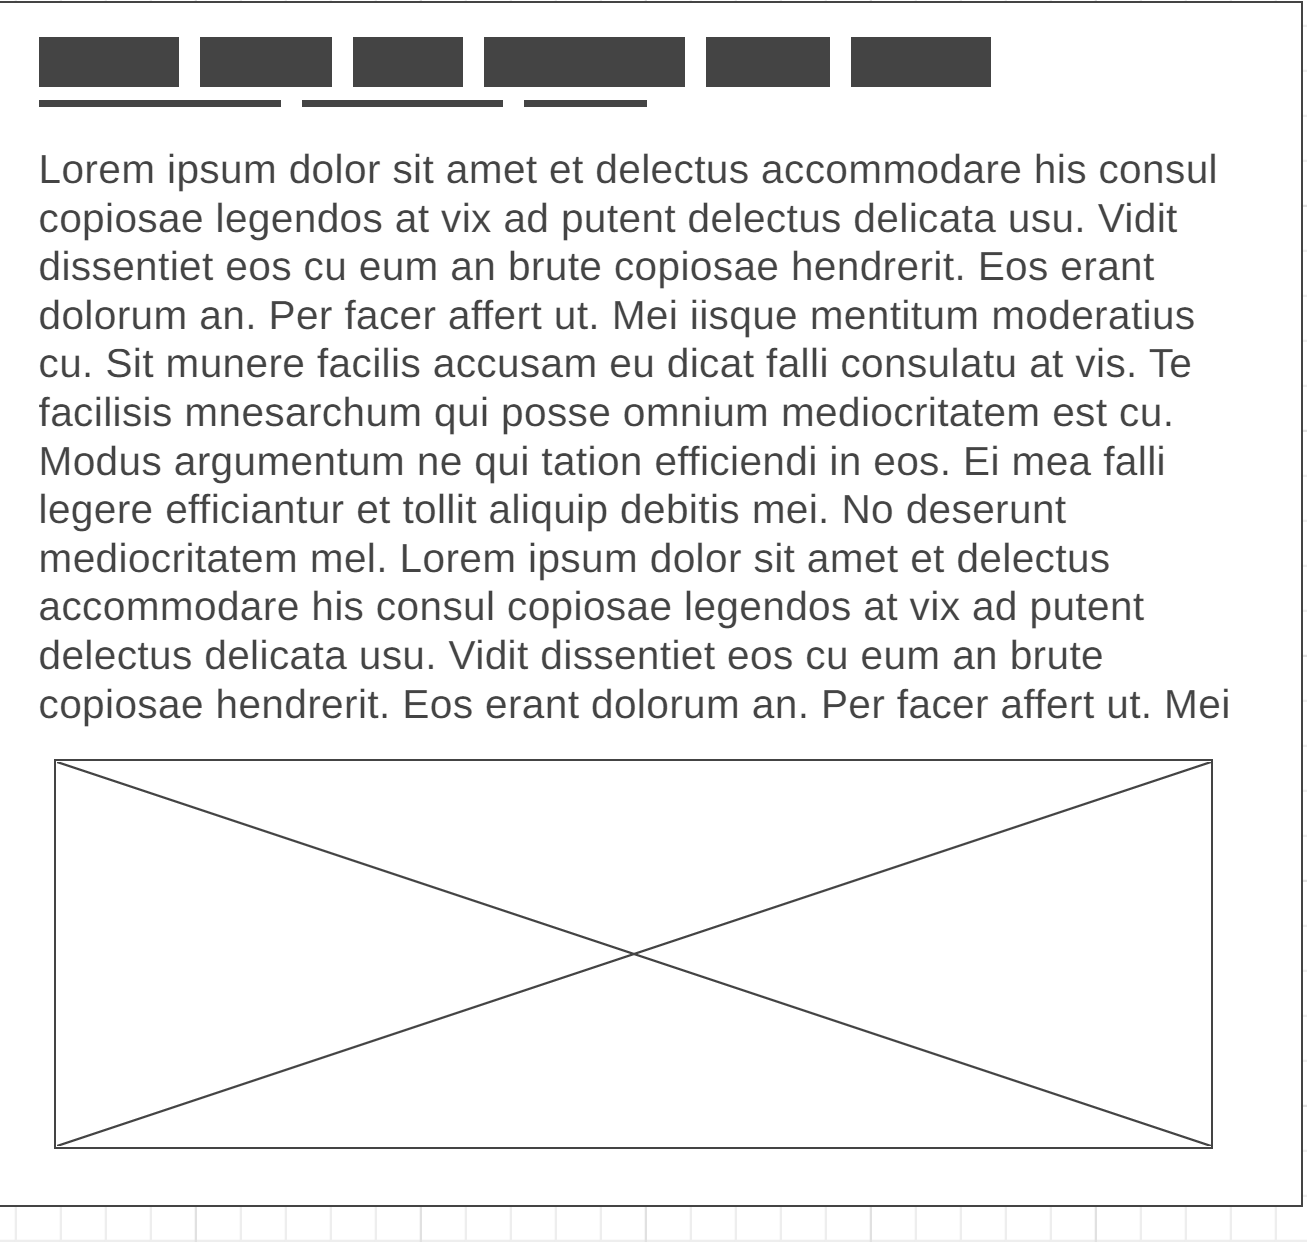 Lorem ipsum dolor sit amet et delectus accommodare his consul
copiosae legendos at vix ad putent delectus delicata usu. Vidit
dissentiet eos cu eum an brute copiosae hendrerit. Eos erant
dolorum an. Per facer affert ut. Mei iisque mentitum moderatius
cu. Sit munere facilis accusam eu dicat falli consulatu at vis. Te
facilisis mnesarchum qui posse omnium mediocritatem est cu.
Modus argumentum ne qui tation efficiendi in eos. Ei mea falli
legere efficiantur et tollit aliquip debitis mei. No deserunt
mediocritatem mel. Lorem ipsum dolor sit amet et delectus
accommodare his consul copiosae legendos at vix ad putent
delectus delicata usu. Vidit dissentiet eos cu eum an brute
copiosae hendrerit. Eos erant dolorum an. Per facer affert ut. Mei